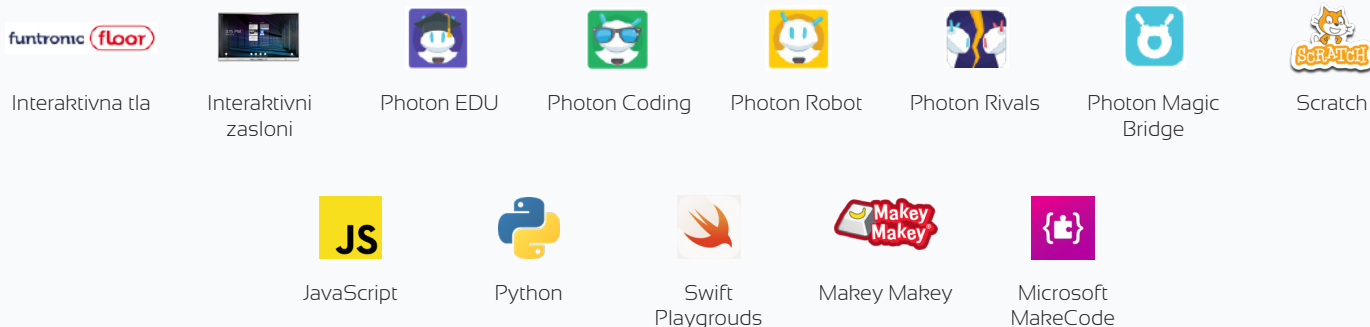 funtronic floor
SCRATCH
Interaktivna tla
Interaktivni
zasloni
Photon EDU
Photon Coding
Photon Robot
Photon Rivals
Photon Magic
Bridge
Scratch
JS
Makey
Makey
JavaScript
Python
Swift
Playgrouds
Makey Makey
Microsoft
MakeCode